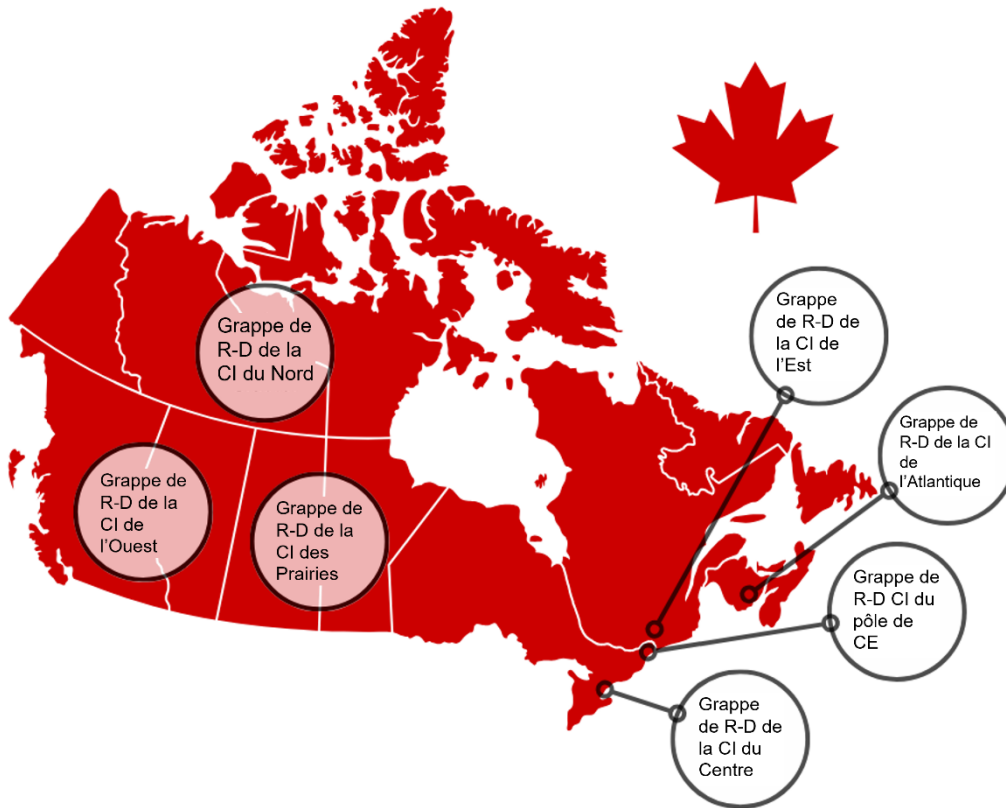 Grappe de
R-D de la
CI du Nord
Grappe
de R-D de
la CI de
l'Est
Grappe de
R-D de la CI
de
l'Atlantique
Grappe de
R-D de la
CI de
l'Ouest
Grappe de
R-D de la
CI des
Prairies
Grappe de
R-D CI du
pôle de
CE
Grappe
de R-D de
la CI du
Centre